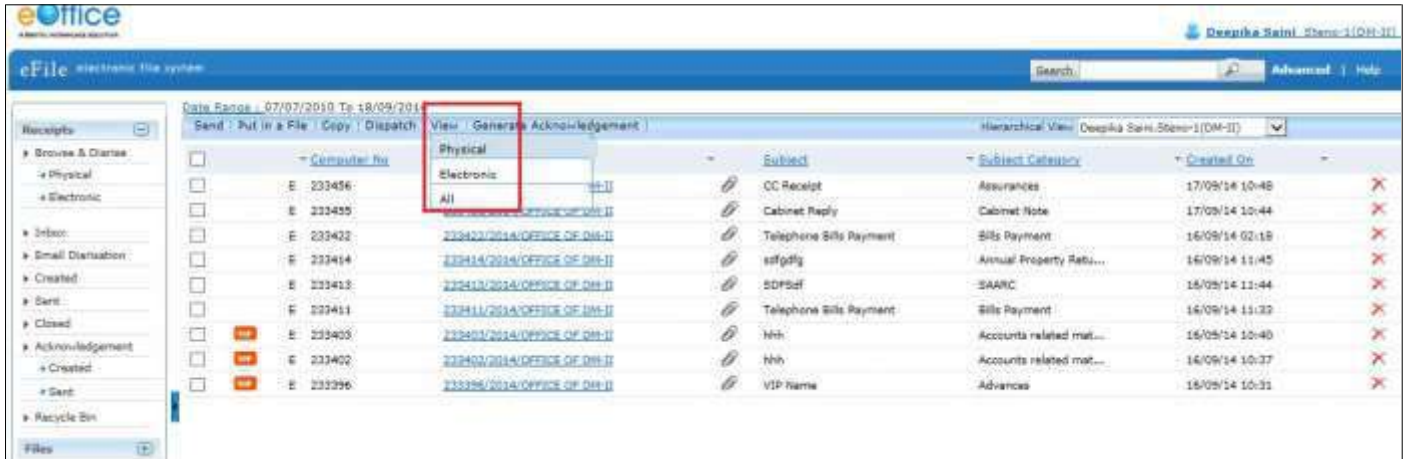 eOffice
Deepika Saini Steno-1(DM-II)
eFile electronic file system
Search Advanced | Help
Date Range : 07/07/2010 To 18/09/2014
Receipts
Send | Put in a File | Copy | Dispatch | View | Generate Acknowledgement |
Hierarchical View Deepika Saini.Steno-1(DM-II)
Browse & Diarise
Physical
Electronic
Inbox
Email Diarisation
Created
Sent
Closed
Acknowledgement
Created
Sent
Recycle Bin
Files
Physical
Electronic
All
Computer No Subject Subject Category Created On
E 233456 CC Receipt Assurances 17/09/14 10:48
E 233455 OFFICE OF DM-II Cabinet Reply Cabinet Note 17/09/14 10:44
E 233422 233422/2014/OFFICE OF DM-II Telephone Bills Payment Bills Payment 16/09/14 02:18
E 233414 233414/2014/OFFICE OF DM-II sdfgdfg Annual Property Retu... 16/09/14 11:45
E 233413 233413/2014/OFFICE OF DM-II SDFSdf SAARC 16/09/14 11:44
E 233411 233411/2014/OFFICE OF DM-II Telephone Bills Payment Bills Payment 16/09/14 11:33
VIP E 233403 233403/2014/OFFICE OF DM-II hhh Accounts related mat... 16/09/14 10:40
VIP E 233402 233402/2014/OFFICE OF DM-II hhh Accounts related mat... 16/09/14 10:37
VIP E 233396 233396/2014/OFFICE OF DM-II VIP Name Advances 16/09/14 10:31